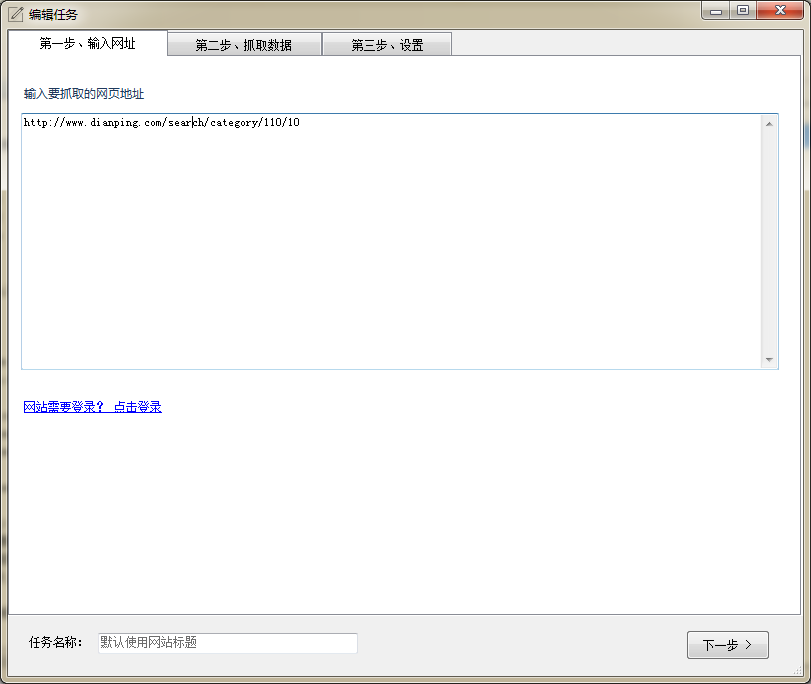 编辑任务
第一步、输入网址
第二步、抓取数据
第三步、设置
输入要抓取的网页地址
http://www.dianping.com/search/category/110/10
网站需要登录？ 点击登录
任务名称：
默认使用网站标题
下一步 >